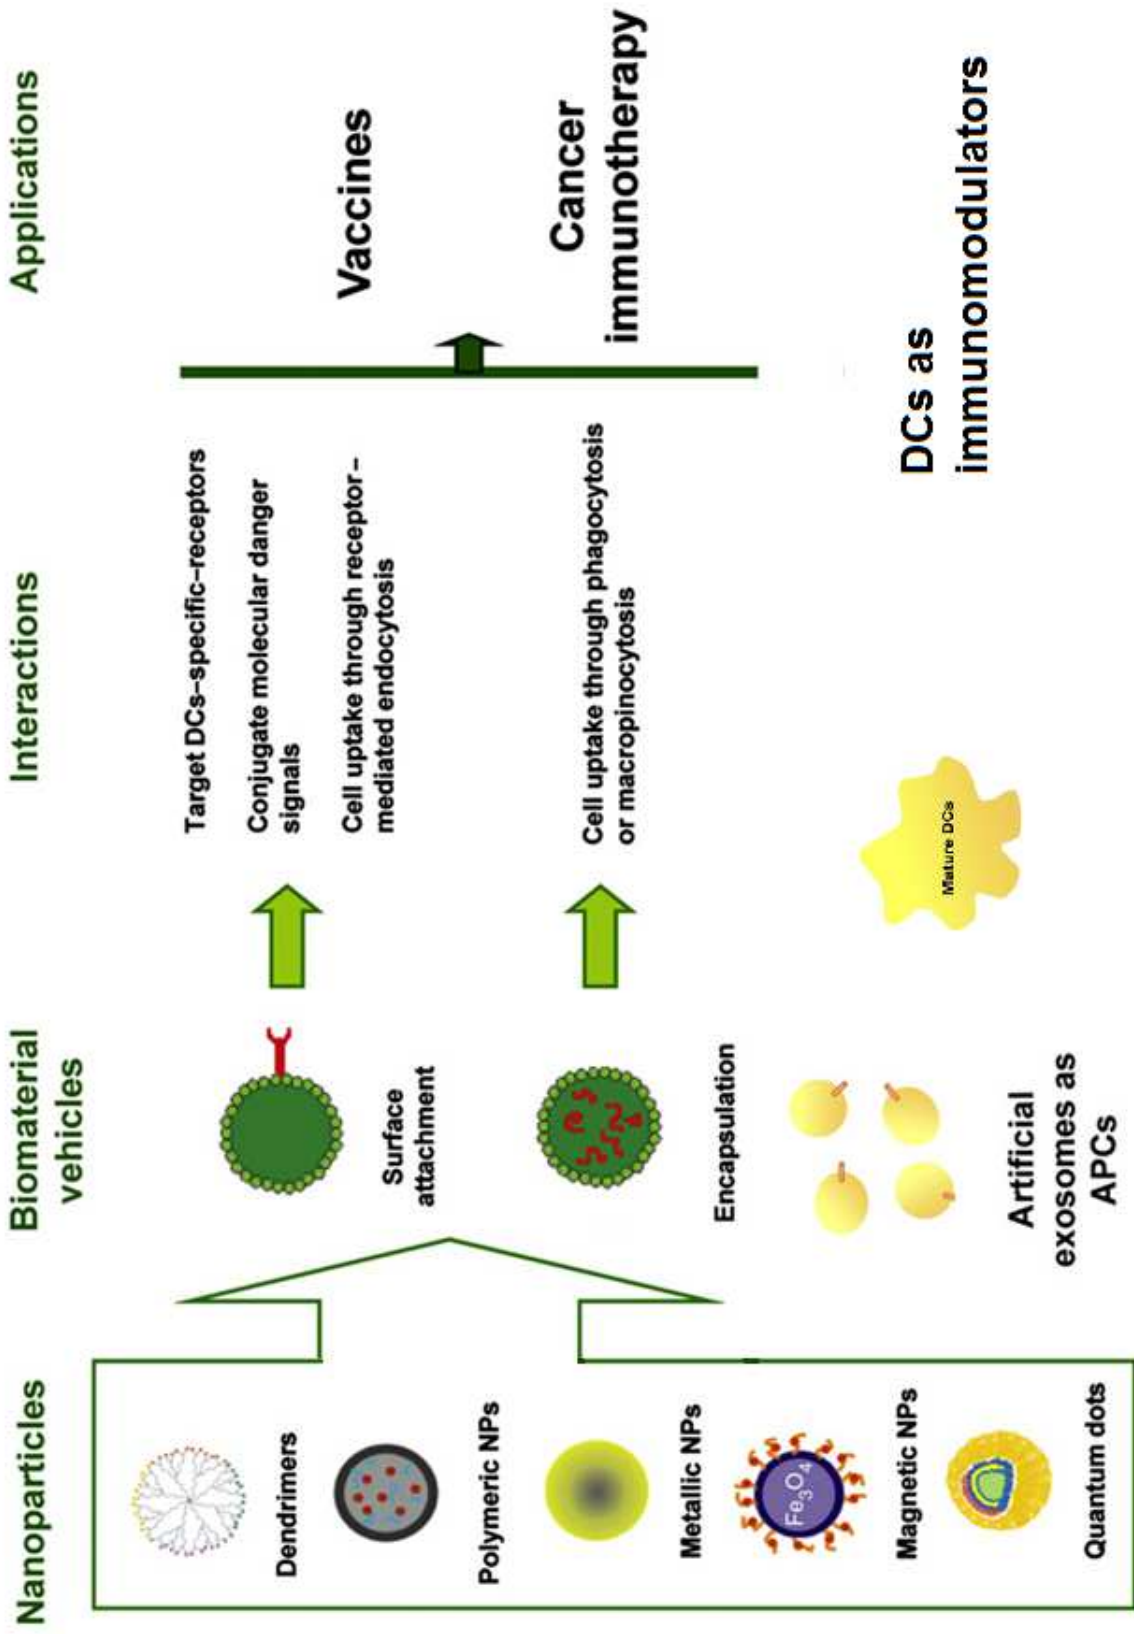 Nanoparticles
Biomaterial
vehicles
Interactions
Applications
Dendrimers
Polymeric NPs
Metallic NPs
Fe3O4
Magnetic NPs
Quantum dots
Surface
attachment
Encapsulation
Artificial
exosomes as
APCs
Target DCs–specific–receptors
Conjugate molecular danger
signals
Cell uptake through receptor–
mediated endocytosis
Cell uptake through phagocytosis
or macropinocytosis
Mature DCs
Vaccines
Cancer
immunotherapy
DCs as
immunomodulators